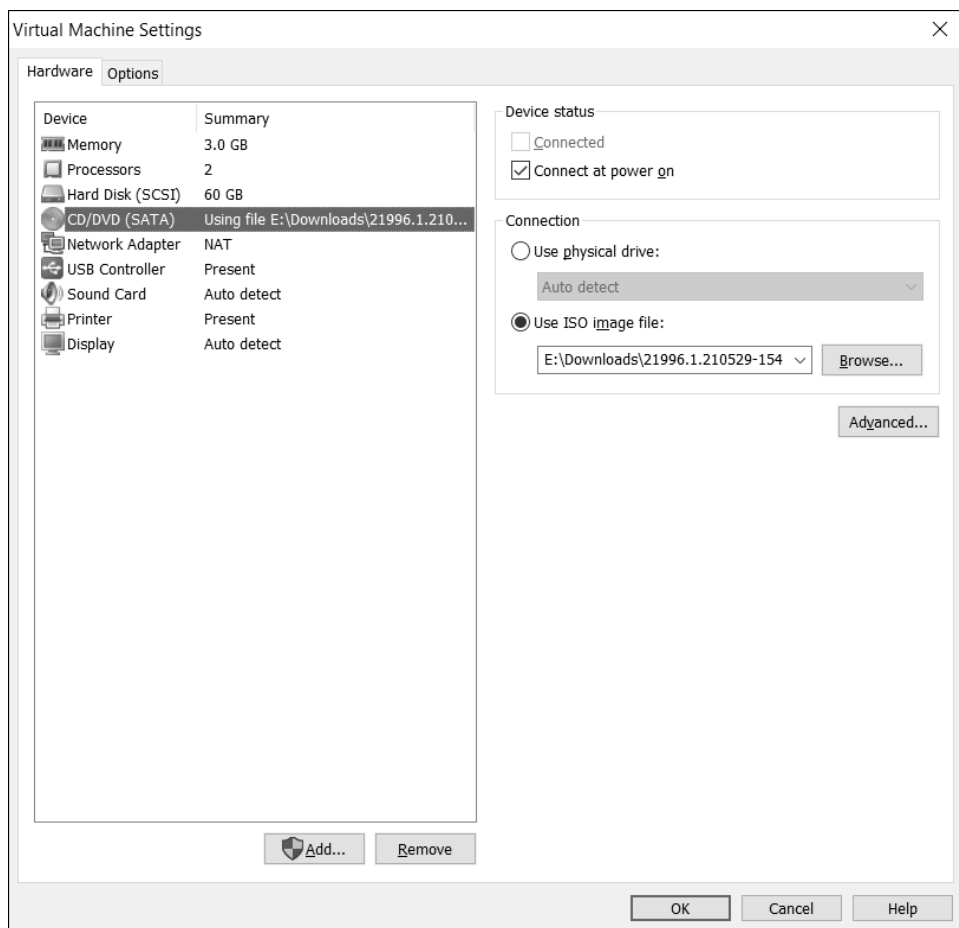 Virtual Machine Settings
Hardware Options
Device Summary
Memory 3.0 GB
Processors 2
Hard Disk (SCSI) 60 GB
CD/DVD (SATA) Using file E:\Downloads\21996.1.210...
Network Adapter NAT
USB Controller Present
Sound Card Auto detect
Printer Present
Display Auto detect
Add... Remove
Device status
Connected
Connect at power on
Connection
Use physical drive:
Auto detect
Use ISO image file:
E:\Downloads\21996.1.210529-154 Browse...
Advanced...
OK Cancel Help